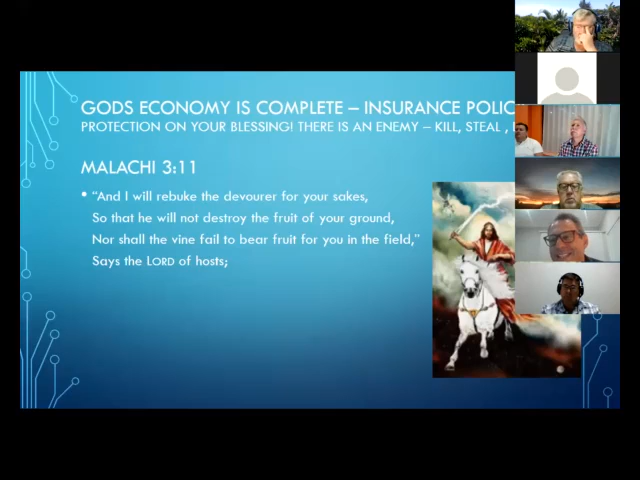 GODS ECONOMY IS COMPLETE – INSURANCE POLIC
PROTECTION ON YOUR BLESSING! THERE IS AN ENEMY – KILL, STEAL ,
MALACHI 3:11
• “And I will rebuke the devourer for your sakes,
So that he will not destroy the fruit of your ground,
Nor shall the vine fail to bear fruit for you in the field,”
Says the LORD of hosts;